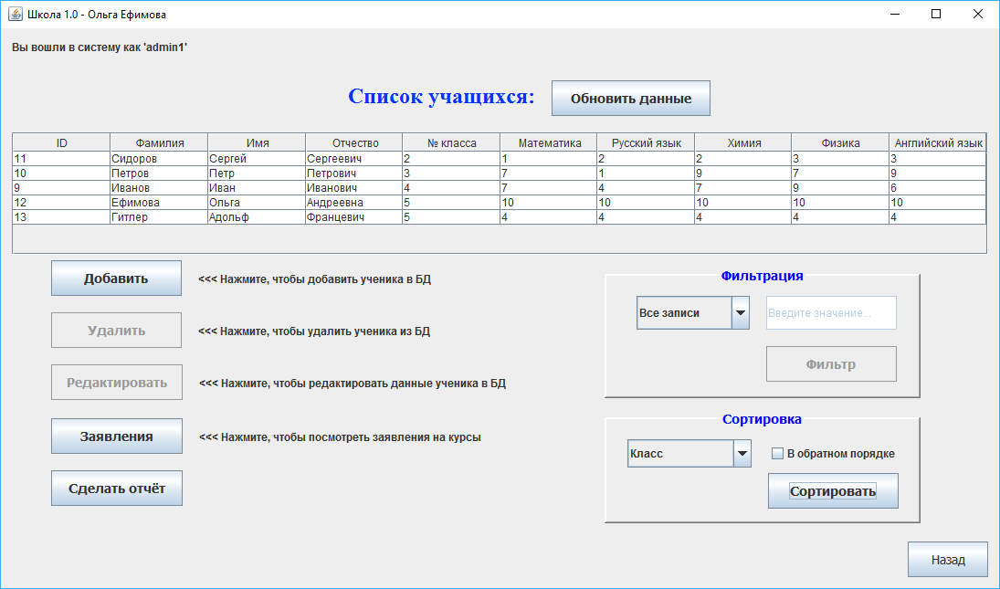 Школа 1.0 - Ольга Ефимова
Вы вошли в систему как 'admin1'
Список учащихся: Обновить данные
ID Фамилия Имя Отчество № класса Математика Русский язык Химия Физика Английский язык
11 Сидоров Сергей Сергеевич 2 1 2 2 3 3
10 Петров Петр Петрович 3 7 1 9 7 9
9 Иванов Иван Иванович 4 7 4 7 9 6
12 Ефимова Ольга Андреевна 5 10 10 10 10 10
13 Гитлер Адольф Францевич 5 4 4 4 4 4
Добавить <<< Нажмите, чтобы добавить ученика в БД
Удалить <<< Нажмите, чтобы удалить ученика из БД
Редактировать <<< Нажмите, чтобы редактировать данные ученика в БД
Заявления <<< Нажмите, чтобы посмотреть заявления на курсы
Сделать отчёт
Фильтрация
Все записи Введите значение...
Фильтр
Сортировка
Класс В обратном порядке
Сортировать
Назад